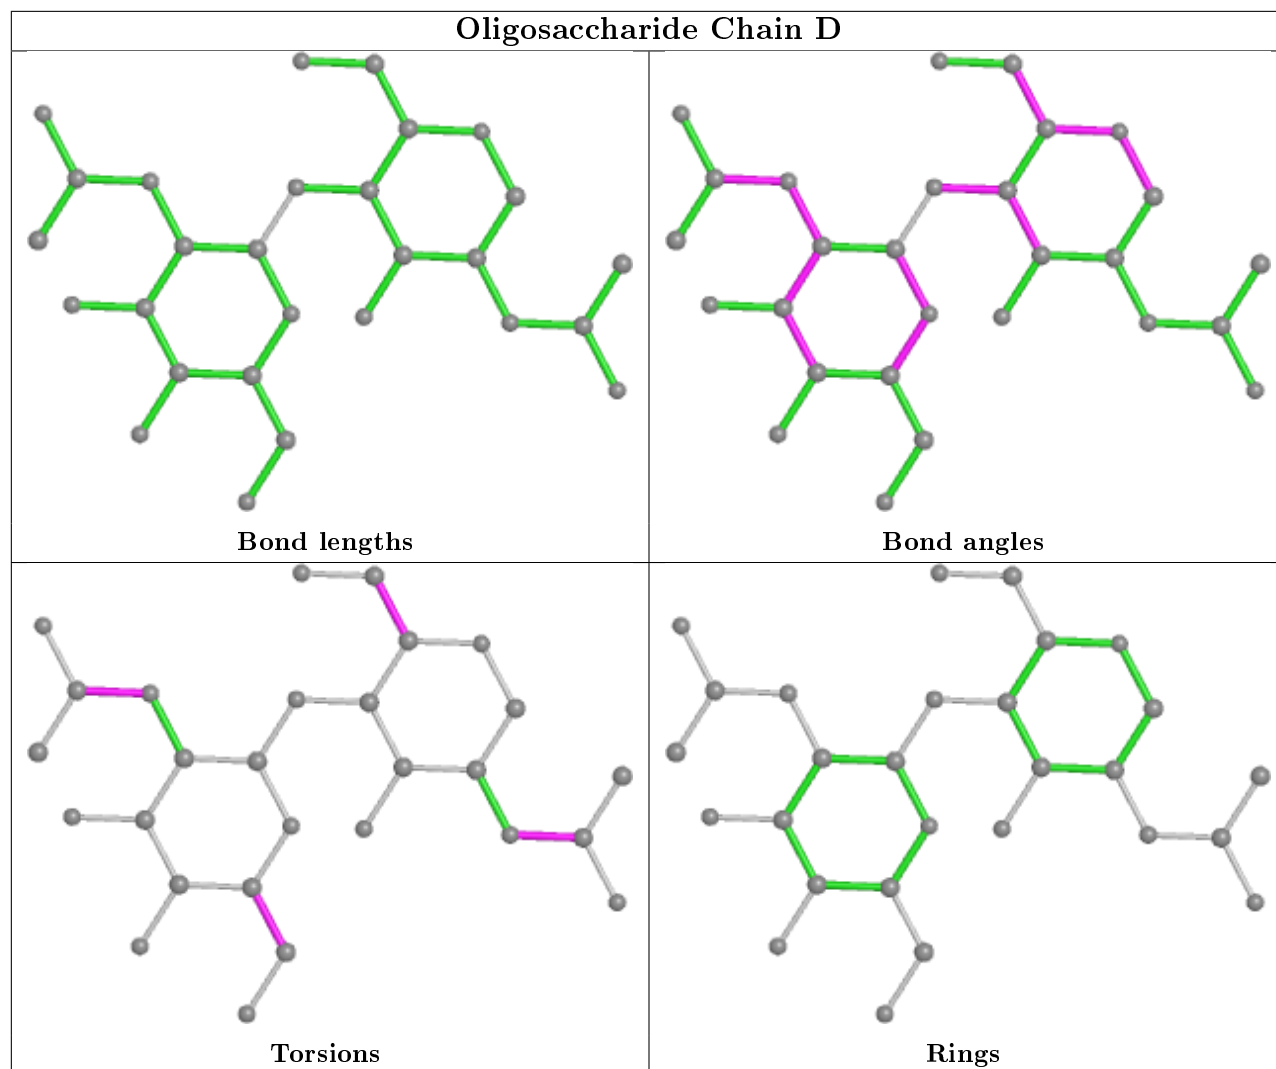 Oligosaccharide Chain D
Bond lengths
Bond angles
Torsions
Rings